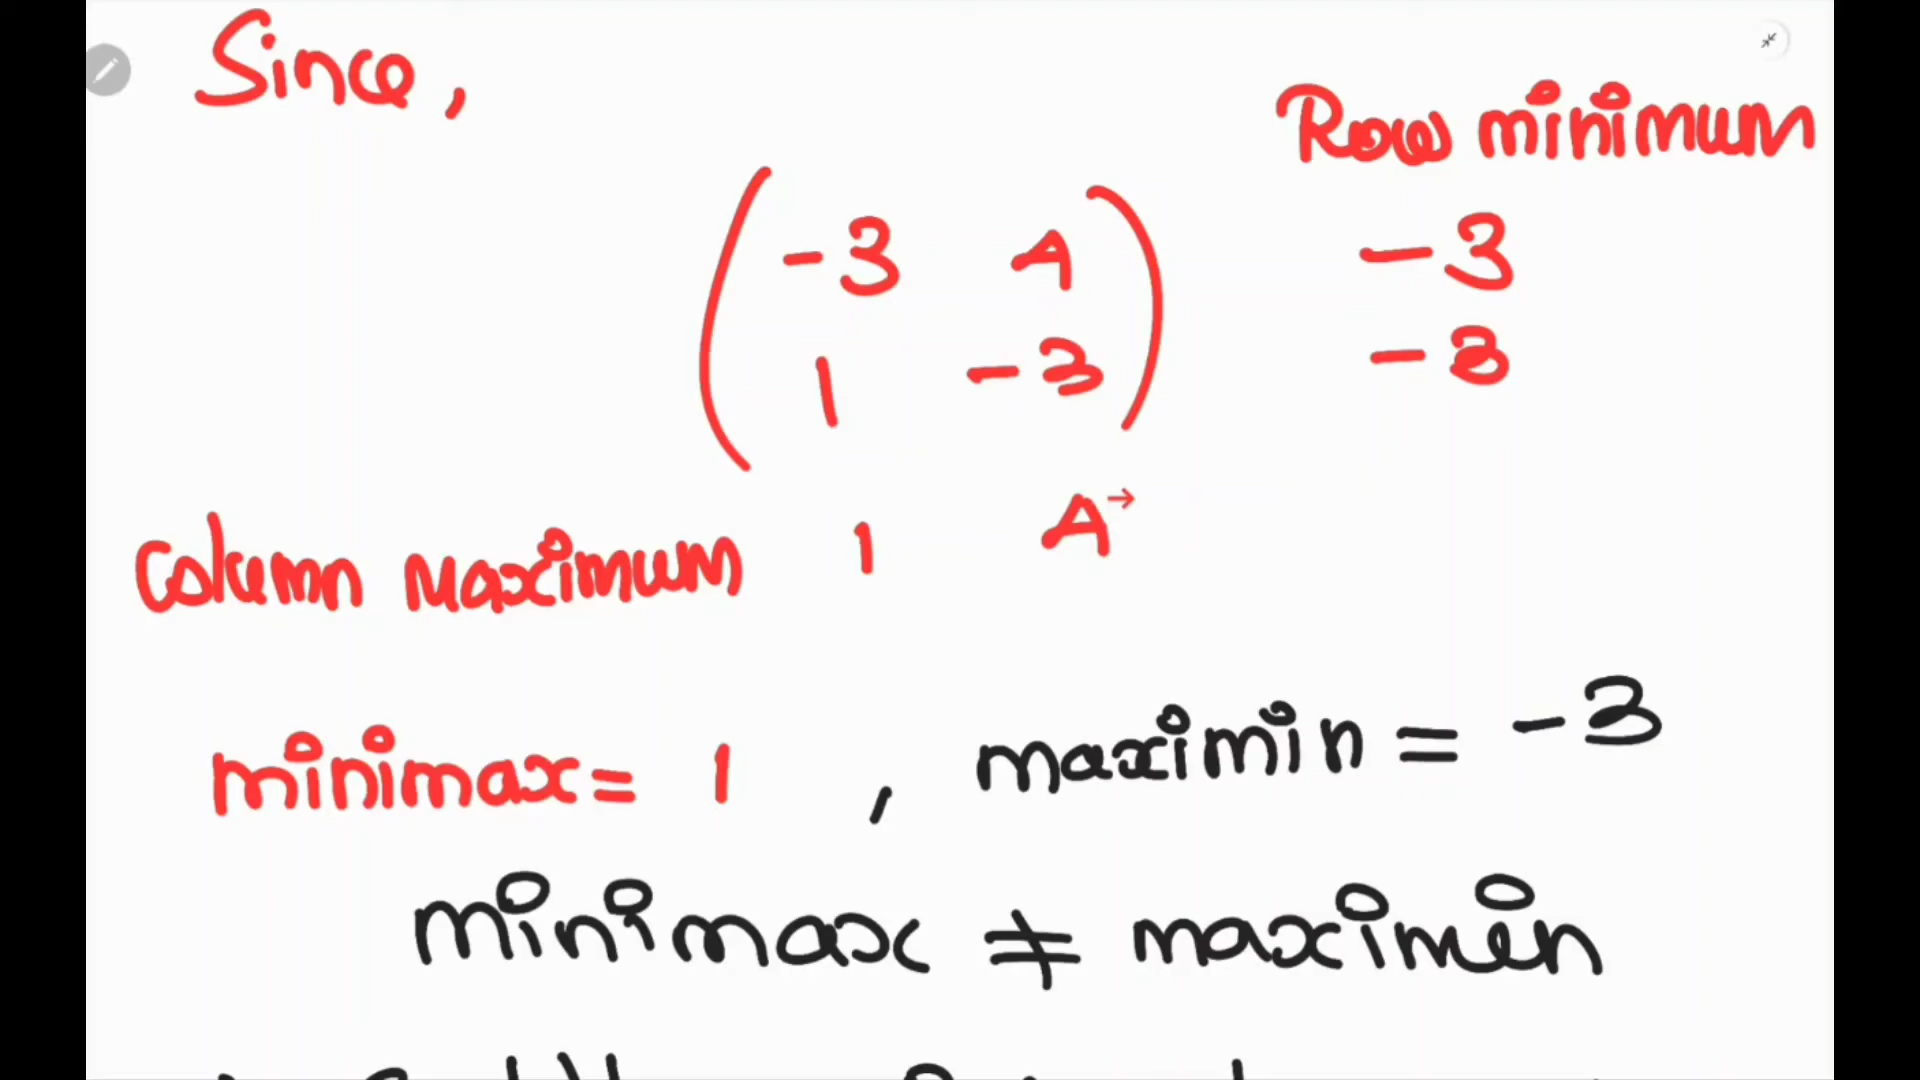 Since,
Row minimum
-3 4 -3
1 -3 -3
Column Maximum 1 4
minimax = 1 , maximin = -3
minimax ≠ maximin